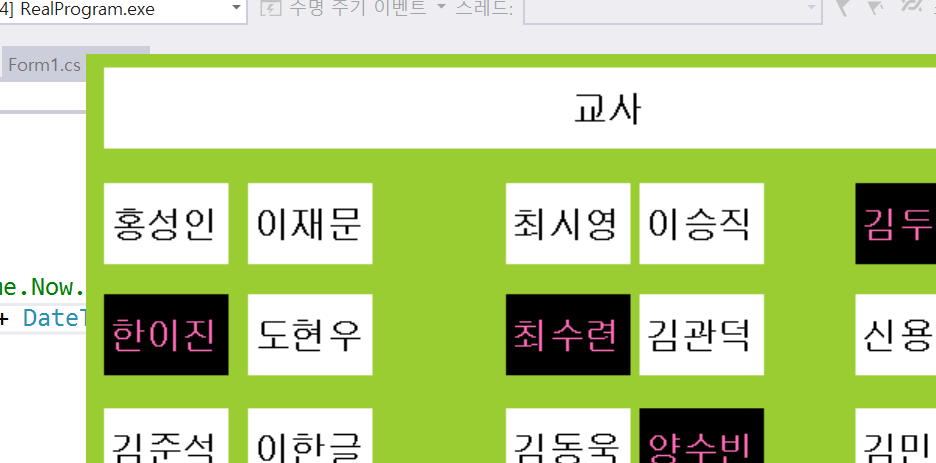 4] RealProgram.exe 수명 주기 이벤트 스레드:
Form1.cs
교사
홍성인 이재문 최시영 이승직 김두
me.Now.
+ DateT
한이진 도현우 최수련 김관덕 신용
김준석 이한글 김동욱 양수빈 김민